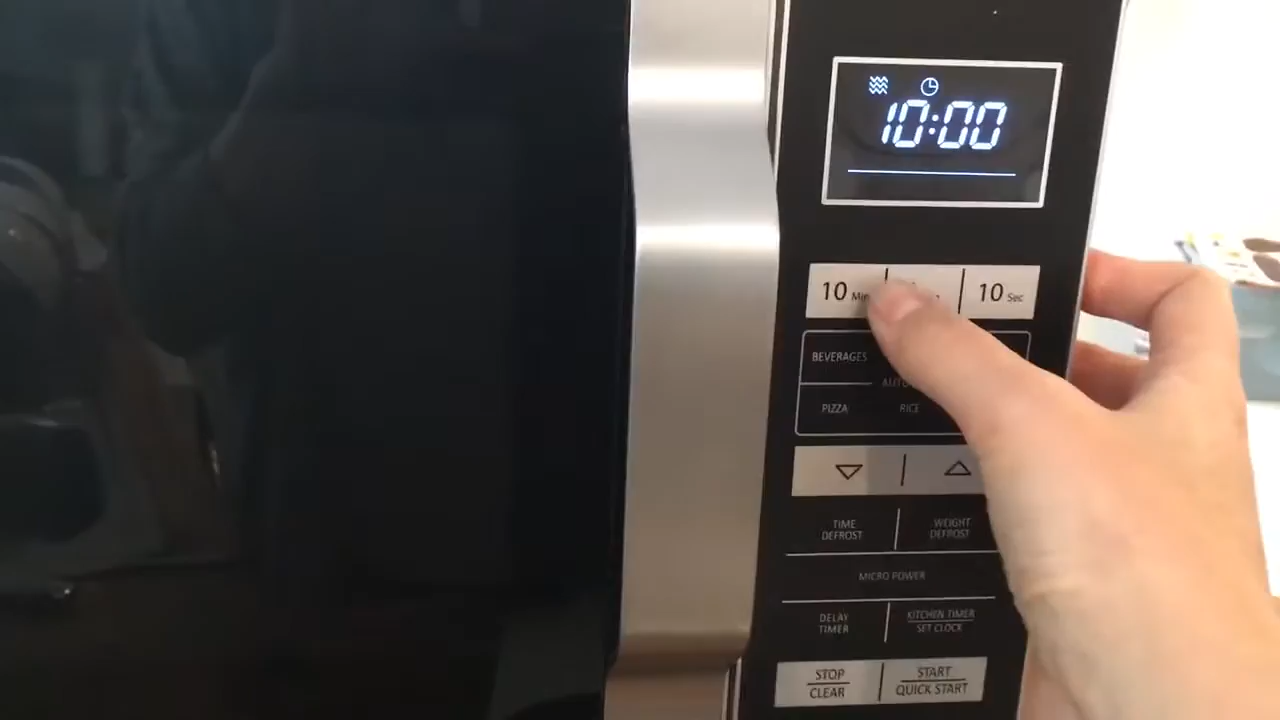 10:00
10 Min
10 Sec
BEVERAGES
PIZZA
RICE
TIME
DEFROST
WEIGHT
DEFROST
MICRO POWER
DELAY
TIMER
KITCHEN TIMER
SET CLOCK
STOP
CLEAR
START
QUICK START